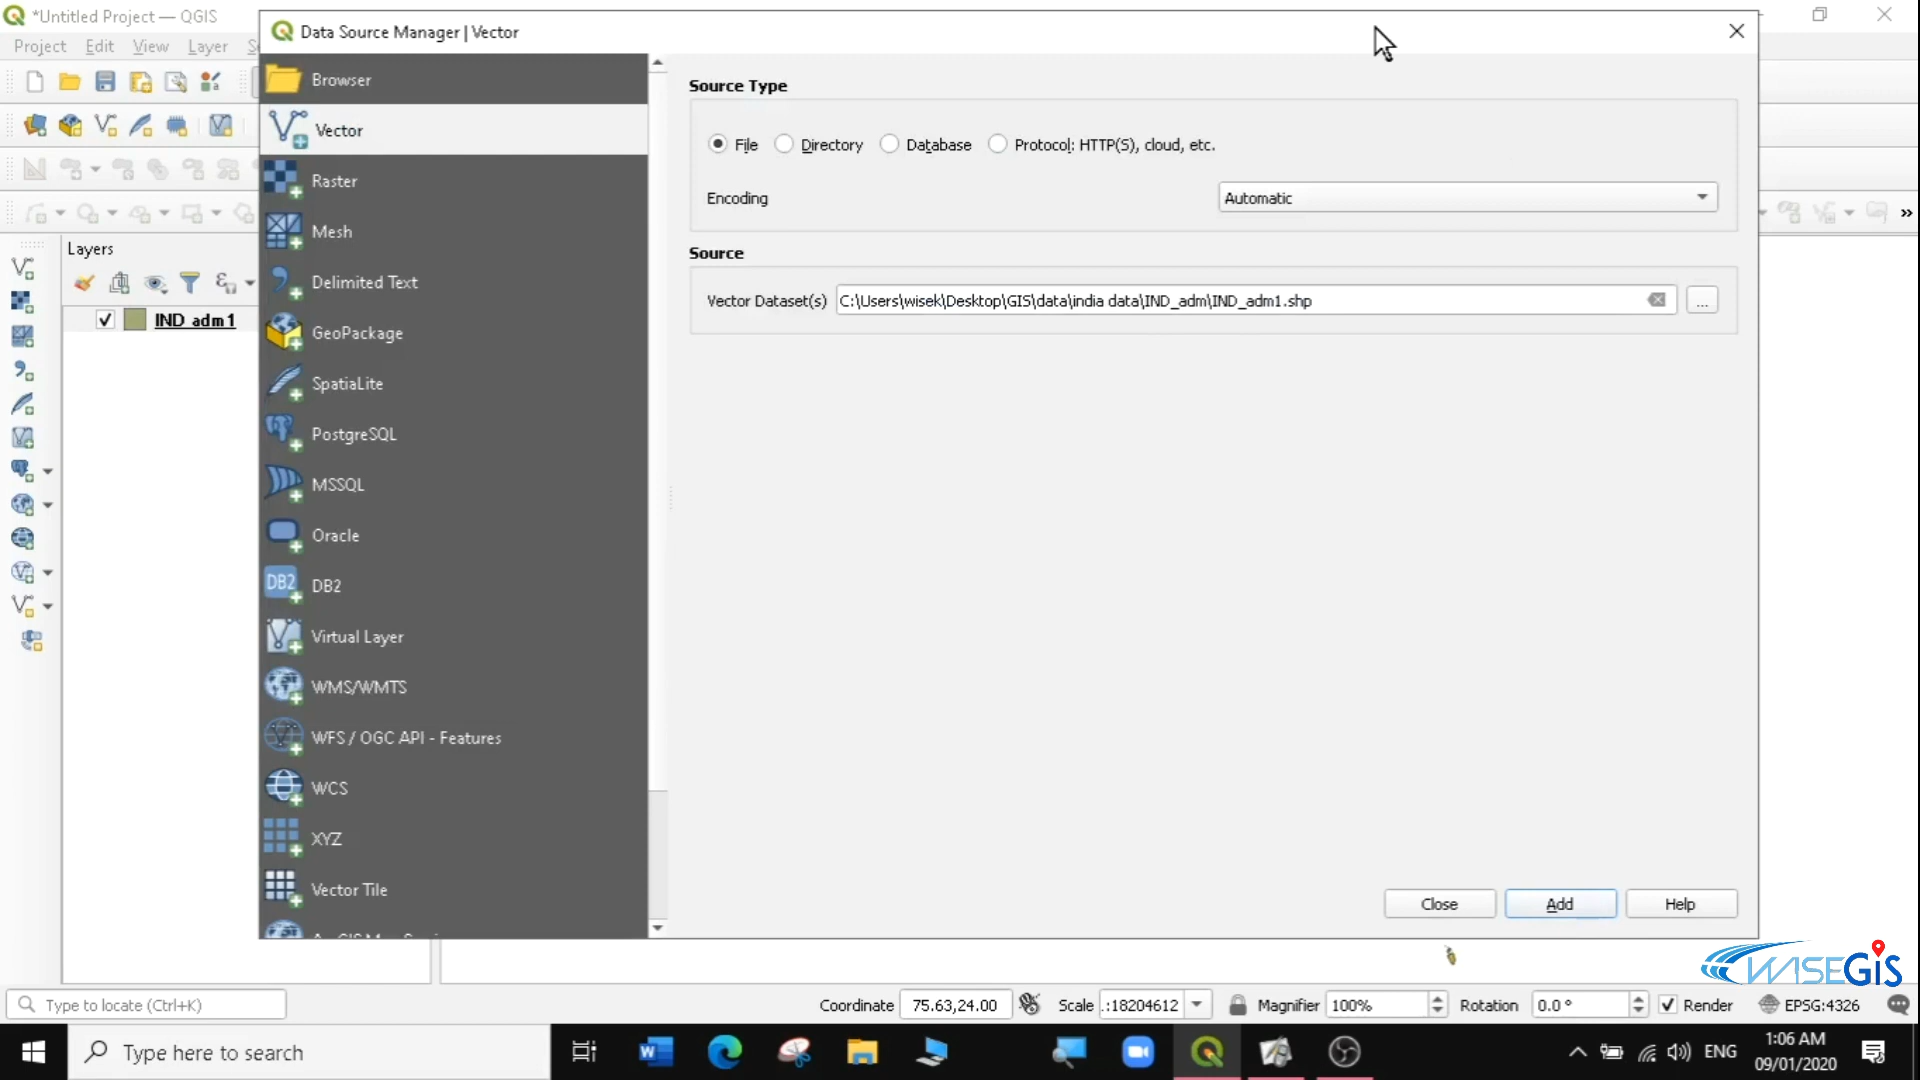 *Untitled Project — QGIS
Project Edit View Layer
Data Source Manager | Vector
Browser
Vector
Raster
Mesh
Delimited Text
GeoPackage
SpatiaLite
PostgreSQL
MSSQL
Oracle
DB2
DB2
Virtual Layer
WMS/WMTS
WFS / OGC API - Features
WCS
XYZ
Vector Tile
Source Type
File Directory Database Protocol: HTTP(S), cloud, etc.
Encoding Automatic
Source
Vector Dataset(s) C:\Users\wisek\Desktop\GIS\data\india data\IND_adm\IND_adm1.shp ...
Close Add Help
Layers
IND_adm1
WISEGIS
Type to locate (Ctrl+K)
Coordinate 75.63,24.00 Scale .:18204612 Magnifier 100% Rotation 0.0 ° Render EPSG:4326
Type here to search
ENG
1:06 AM
09/01/2020